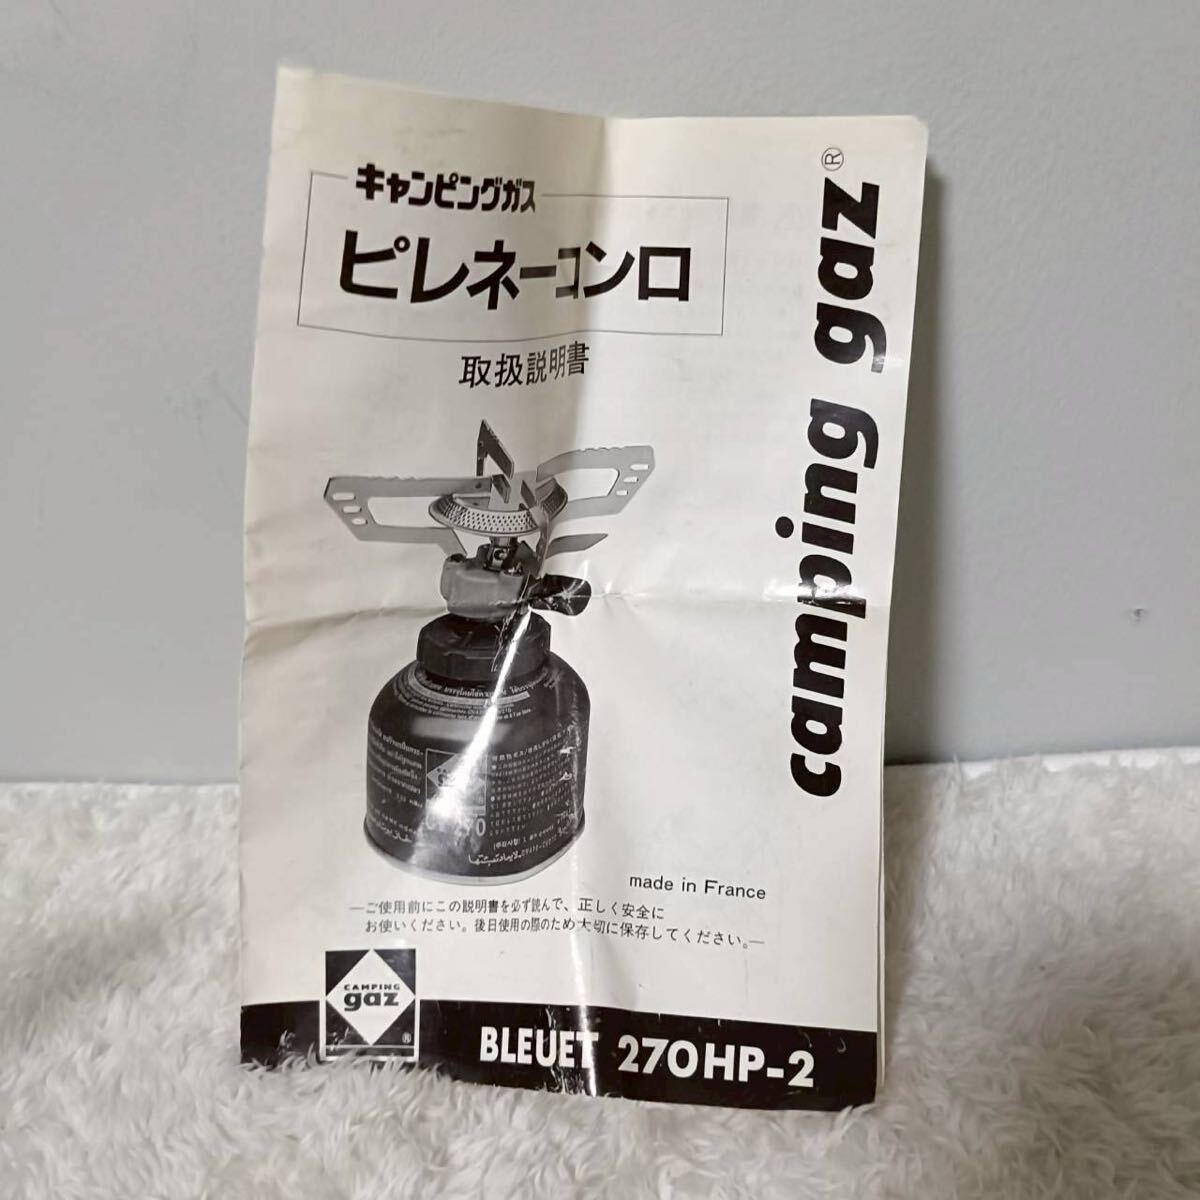 キャンピングガス
ピレネーコンロ
取扱説明書
camping gaz®
270
made in France
—ご使用前にこの説明書を必ず読んで、正しく安全に
お使いください。後日使用の際のため大切に保存してください。—
CAMPING
gaz
®
BLEUET 270HP-2